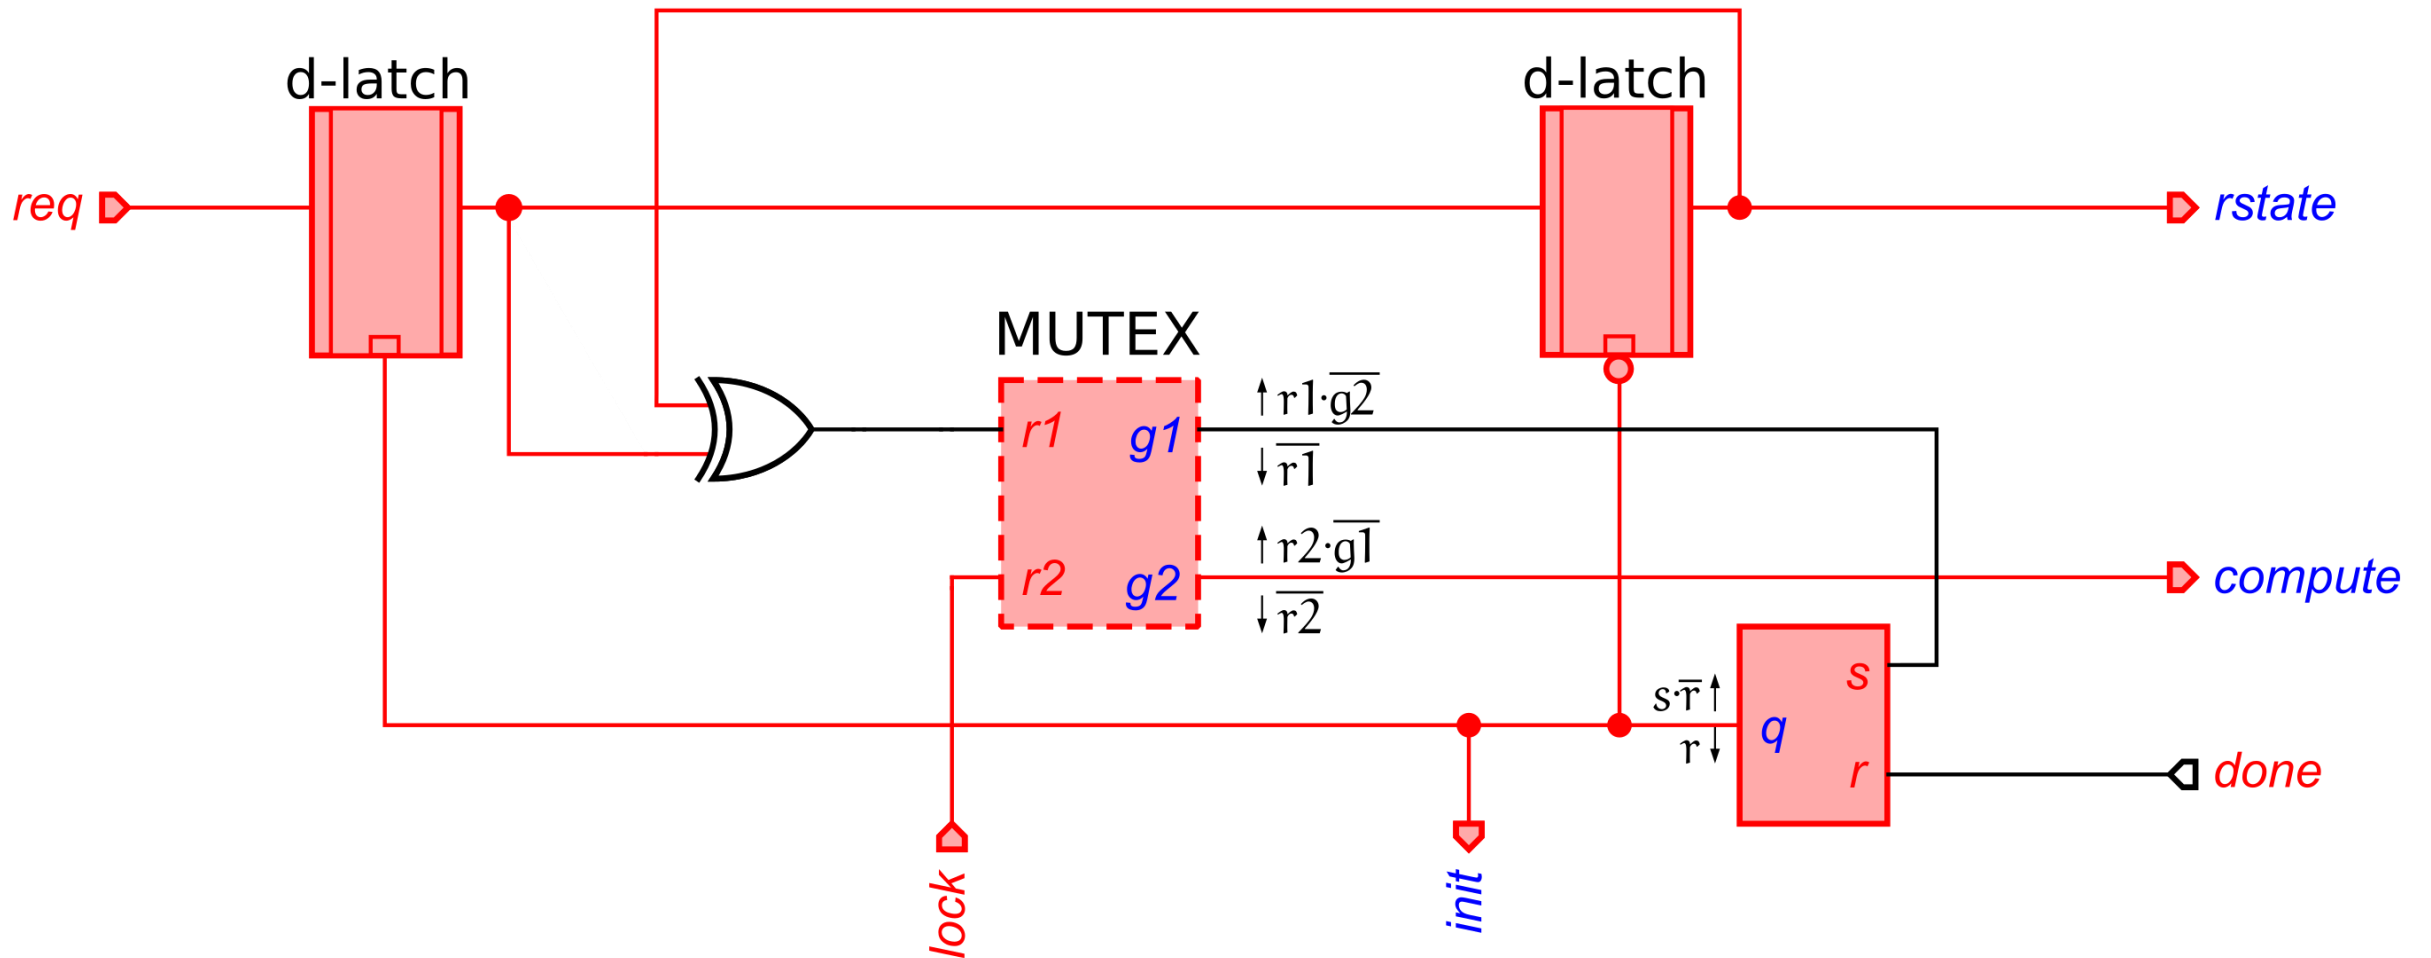 d-latch
d-latch
req
rstate
MUTEX
r1
g1
↑ r1·g2̅
↓ r1̅
r2
g2
↑ r2·g1̅
↓ r2̅
compute
s
s·r̅ ↑
q
r ↓
r
done
lock
init